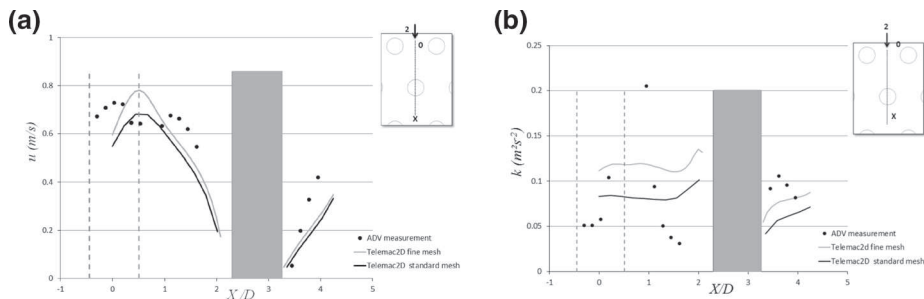 (a)
1
0.8
0.6
0.4
0.2
0
-1
0
1
2
3
4
5
u (m/s)
X/D
ADV measurement
Telemac2D fine mesh
Telemac2D standard mesh
2
0
X
(b)
0.25
0.2
0.15
0.1
0.05
0
-1
0
1
2
3
4
5
k (m²s⁻²)
X/D
ADV measurement
Telemac2d fine mesh
Telemac2D standard mesh
2
0
X